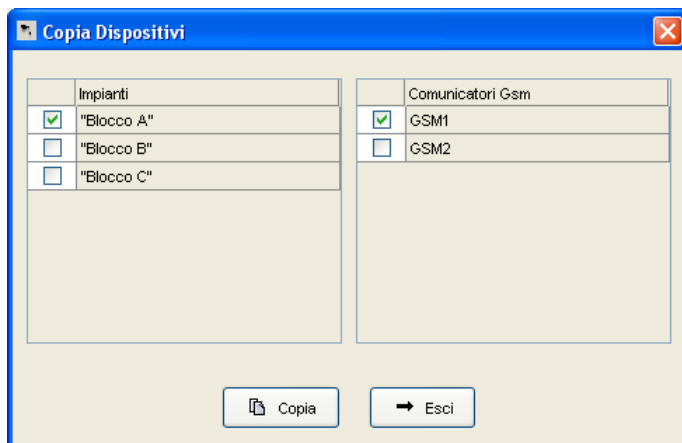 Copia Dispositivi
Impianti
"Blocco A"
"Blocco B"
"Blocco C"
Comunicatori Gsm
GSM1
GSM2
Copia
Esci